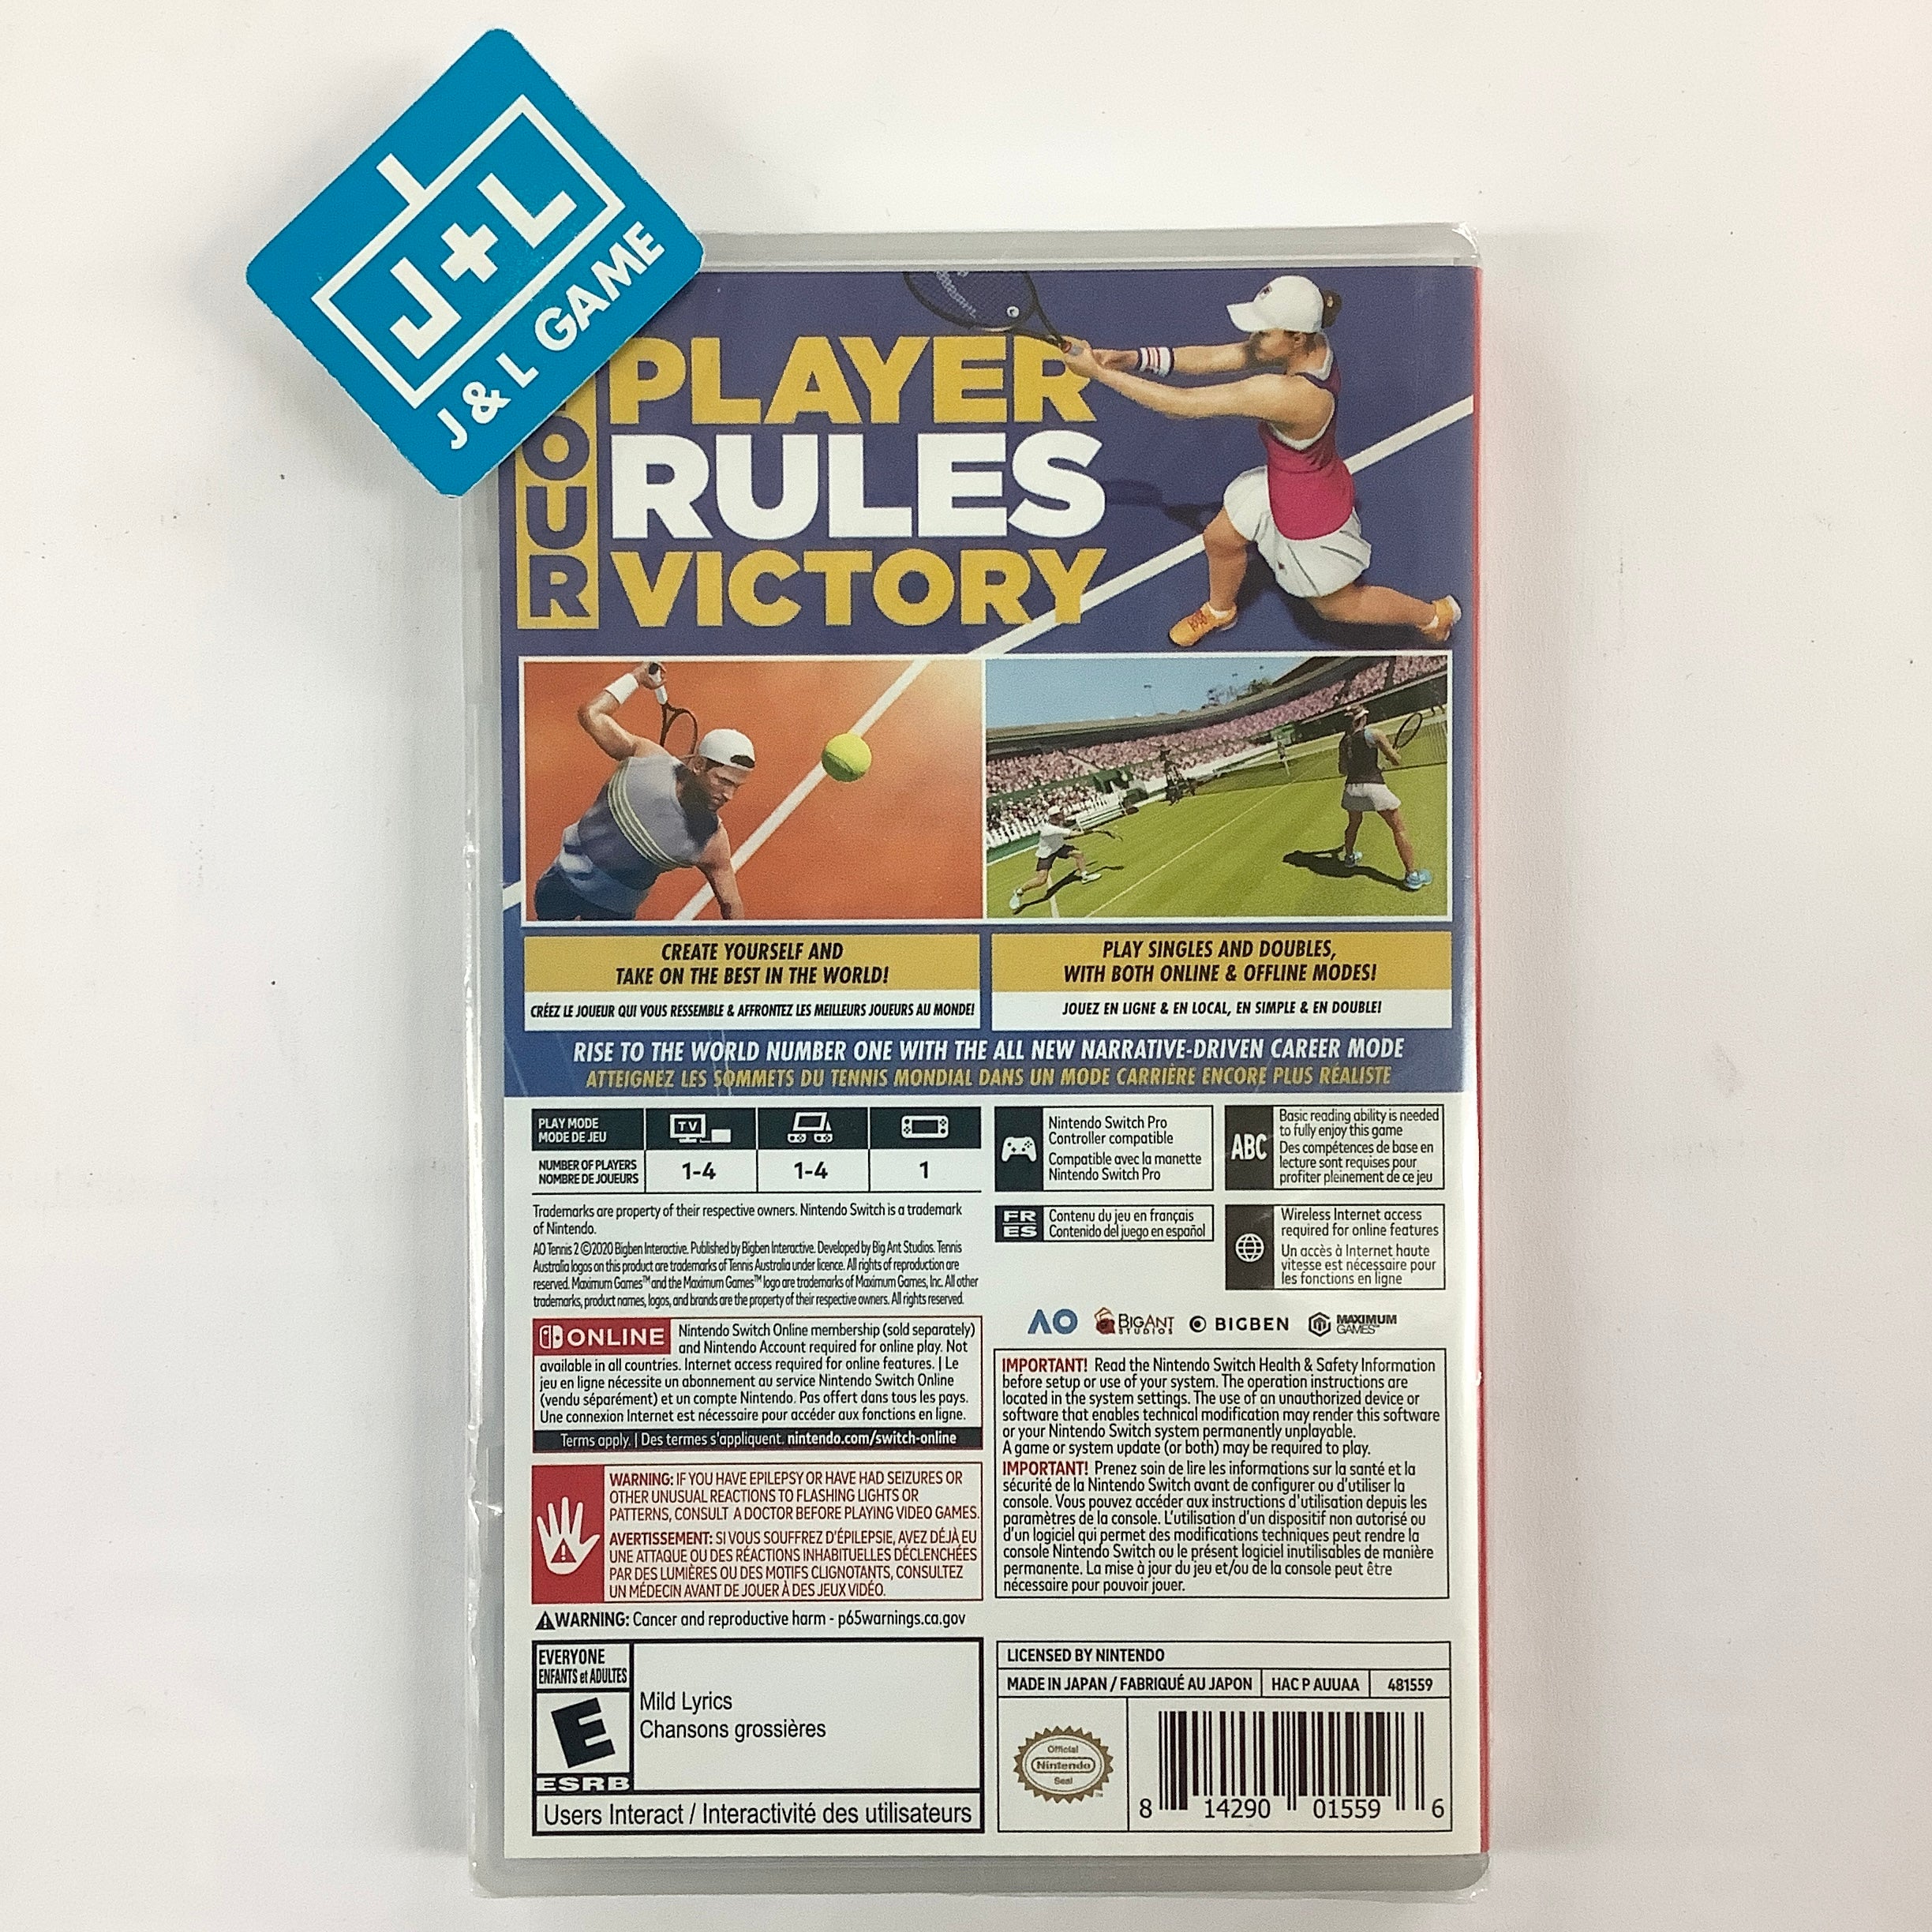 J+L
J & L GAME
OUR
PLAYER
RULES
VICTORY
CREATE YOURSELF AND
TAKE ON THE BEST IN THE WORLD!
CRÉEZ LE JOUEUR QUI VOUS RESSEMBLE & AFFRONTEZ LES MEILLEURS JOUEURS AU MONDE!
PLAY SINGLES AND DOUBLES,
WITH BOTH ONLINE & OFFLINE MODES!
JOUEZ EN LIGNE & EN LOCAL, EN SIMPLE & EN DOUBLE!
RISE TO THE WORLD NUMBER ONE WITH THE ALL NEW NARRATIVE-DRIVEN CAREER MODE
ATTEIGNEZ LES SOMMETS DU TENNIS MONDIAL DANS UN MODE CARRIÈRE ENCORE PLUS RÉALISTE
PLAY MODE
MODE DE JEU
TV
NUMBER OF PLAYERS
NOMBRE DE JOUEURS
1-4
1-4
1
Trademarks are property of their respective owners. Nintendo Switch is a trademark
of Nintendo.
AO Tennis 2 ©2020 Bigben Interactive. Published by Bigben Interactive. Developed by Big Ant Studios. Tennis
Australia logos on this product are trademarks of Tennis Australia under licence. All rights of reproduction are
reserved. Maximum Games™ and the Maximum Games™ logo are trademarks of Maximum Games, Inc. All other
trademarks, product names, logos, and brands are the property of their respective owners. All rights reserved.
ONLINE
Nintendo Switch Online membership (sold separately)
and Nintendo Account required for online play. Not
available in all countries. Internet access required for online features. | Le
jeu en ligne nécessite un abonnement au service Nintendo Switch Online
(vendu séparément) et un compte Nintendo. Pas offert dans tous les pays.
Une connexion Internet est nécessaire pour accéder aux fonctions en ligne.
Terms apply. | Des termes s'appliquent. nintendo.com/switch-online
WARNING: IF YOU HAVE EPILEPSY OR HAVE HAD SEIZURES OR
OTHER UNUSUAL REACTIONS TO FLASHING LIGHTS OR
PATTERNS, CONSULT A DOCTOR BEFORE PLAYING VIDEO GAMES.
AVERTISSEMENT: SI VOUS SOUFFREZ D'ÉPILEPSIE, AVEZ DÉJÀ EU
UNE ATTAQUE OU DES RÉACTIONS INHABITUELLES DÉCLENCHÉES
PAR DES LUMIÈRES OU DES MOTIFS CLIGNOTANTS, CONSULTEZ
UN MÉDECIN AVANT DE JOUER À DES JEUX VIDÉO.
WARNING: Cancer and reproductive harm - p65warnings.ca.gov
EVERYONE
ENFANTS et ADULTES
E
ESRB
Mild Lyrics
Chansons grossières
Users Interact / Interactivité des utilisateurs
Nintendo Switch Pro
Controller compatible
Compatible avec la manette
Nintendo Switch Pro
ABC
Basic reading ability is needed
to fully enjoy this game
Des compétences de base en
lecture sont requises pour
profiter pleinement de ce jeu
FR
ES
Contenu du jeu en français
Contenido del juego en español
Wireless Internet access
required for online features
Un accès à Internet haute
vitesse est nécessaire pour
les fonctions en ligne
AO
BIGANT
STUDIOS
BIGBEN
MAXIMUM
GAMES™
IMPORTANT! Read the Nintendo Switch Health & Safety Information
before setup or use of your system. The operation instructions are
located in the system settings. The use of an unauthorized device or
software that enables technical modification may render this software
or your Nintendo Switch system permanently unplayable.
A game or system update (or both) may be required to play.
IMPORTANT! Prenez soin de lire les informations sur la santé et la
sécurité de la Nintendo Switch avant de configurer ou d'utiliser la
console. Vous pouvez accéder aux instructions d'utilisation depuis les
paramètres de la console. L'utilisation d'un dispositif non autorisé ou
d'un logiciel qui permet des modifications techniques peut rendre la
console Nintendo Switch ou le présent logiciel inutilisables de manière
permanente. La mise à jour du jeu et/ou de la console peut être
nécessaire pour pouvoir jouer.
LICENSED BY NINTENDO
MADE IN JAPAN / FABRIQUÉ AU JAPON
HAC P AUUAA
481559
Official
Nintendo
Seal
8 14290 01559 6